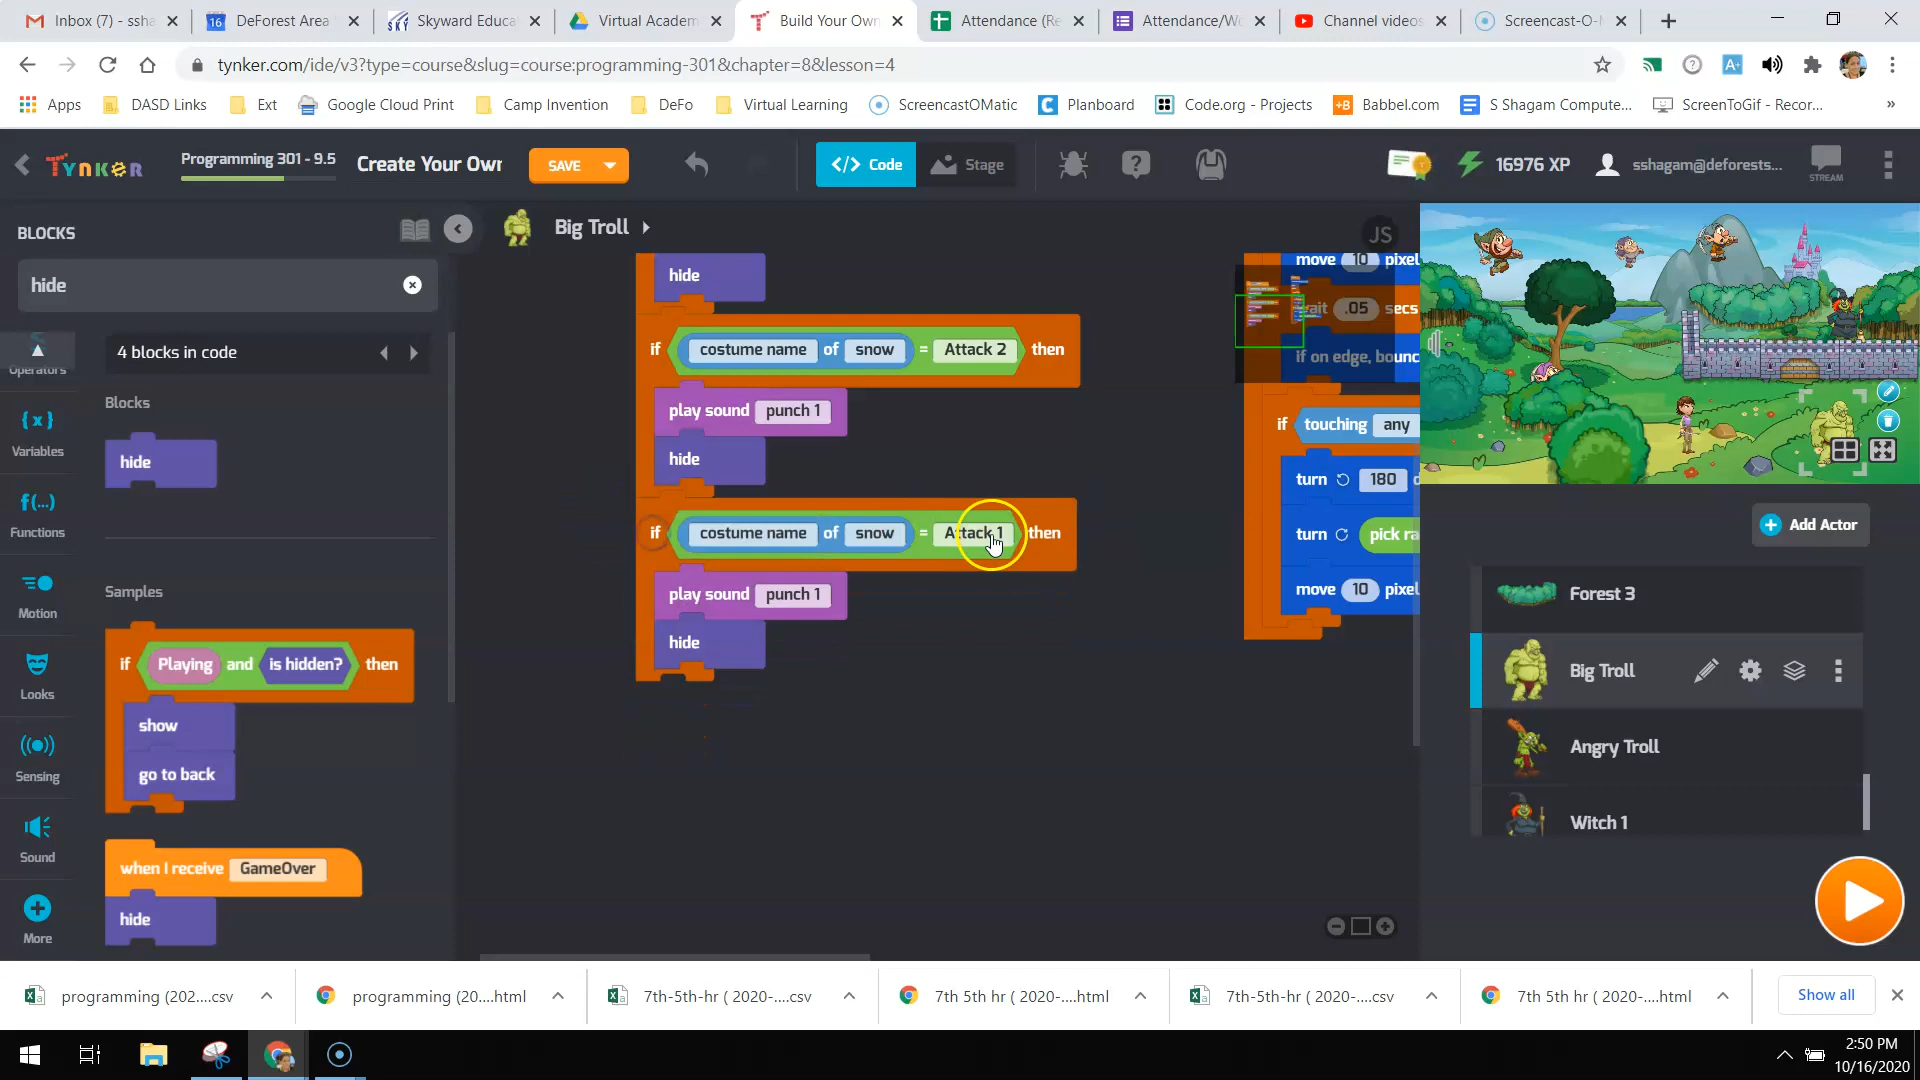 Inbox (7) - ssha
DeForest Area
Skyward Educa
Virtual Academ
Build Your Own
Attendance (Re
Attendance/Wo
Channel videos
Screencast-O-
tynker.com/ide/v3?type=course&slug=course:programming-301&chapter=8&lesson=4
Apps
DASD Links
Ext
Google Cloud Print
Camp Invention
DeFo
Virtual Learning
ScreencastOMatic
Planboard
Code.org - Projects
Babbel.com
S Shagam Compute...
ScreenToGif - Recor...
»
TYNKER
Programming 301 - 9.5
Create Your Own
SAVE
</> Code
Stage
16976 XP
sshagam@deforests...
STREAM
BLOCKS
hide
4 blocks in code
Operators
Variables
Functions
Motion
Looks
Sensing
Sound
More
Blocks
hide
Samples
if Playing and is hidden? then
show
go to back
when I receive GameOver
hide
Big Troll
JS
hide
if costume name of snow = Attack 2 then
play sound punch 1
hide
if costume name of snow = Attack 1 then
play sound punch 1
hide
move 10 pixel
wait .05 secs
if on edge, bounc
if touching any
turn 180 d
turn pick ra
move 10 pixel
Add Actor
Forest 3
Big Troll
Angry Troll
Witch 1
programming (202....csv
programming (20....html
7th-5th-hr ( 2020-....csv
7th 5th hr ( 2020-....html
7th-5th-hr ( 2020-....csv
7th 5th hr ( 2020-....html
Show all
2:50 PM
10/16/2020